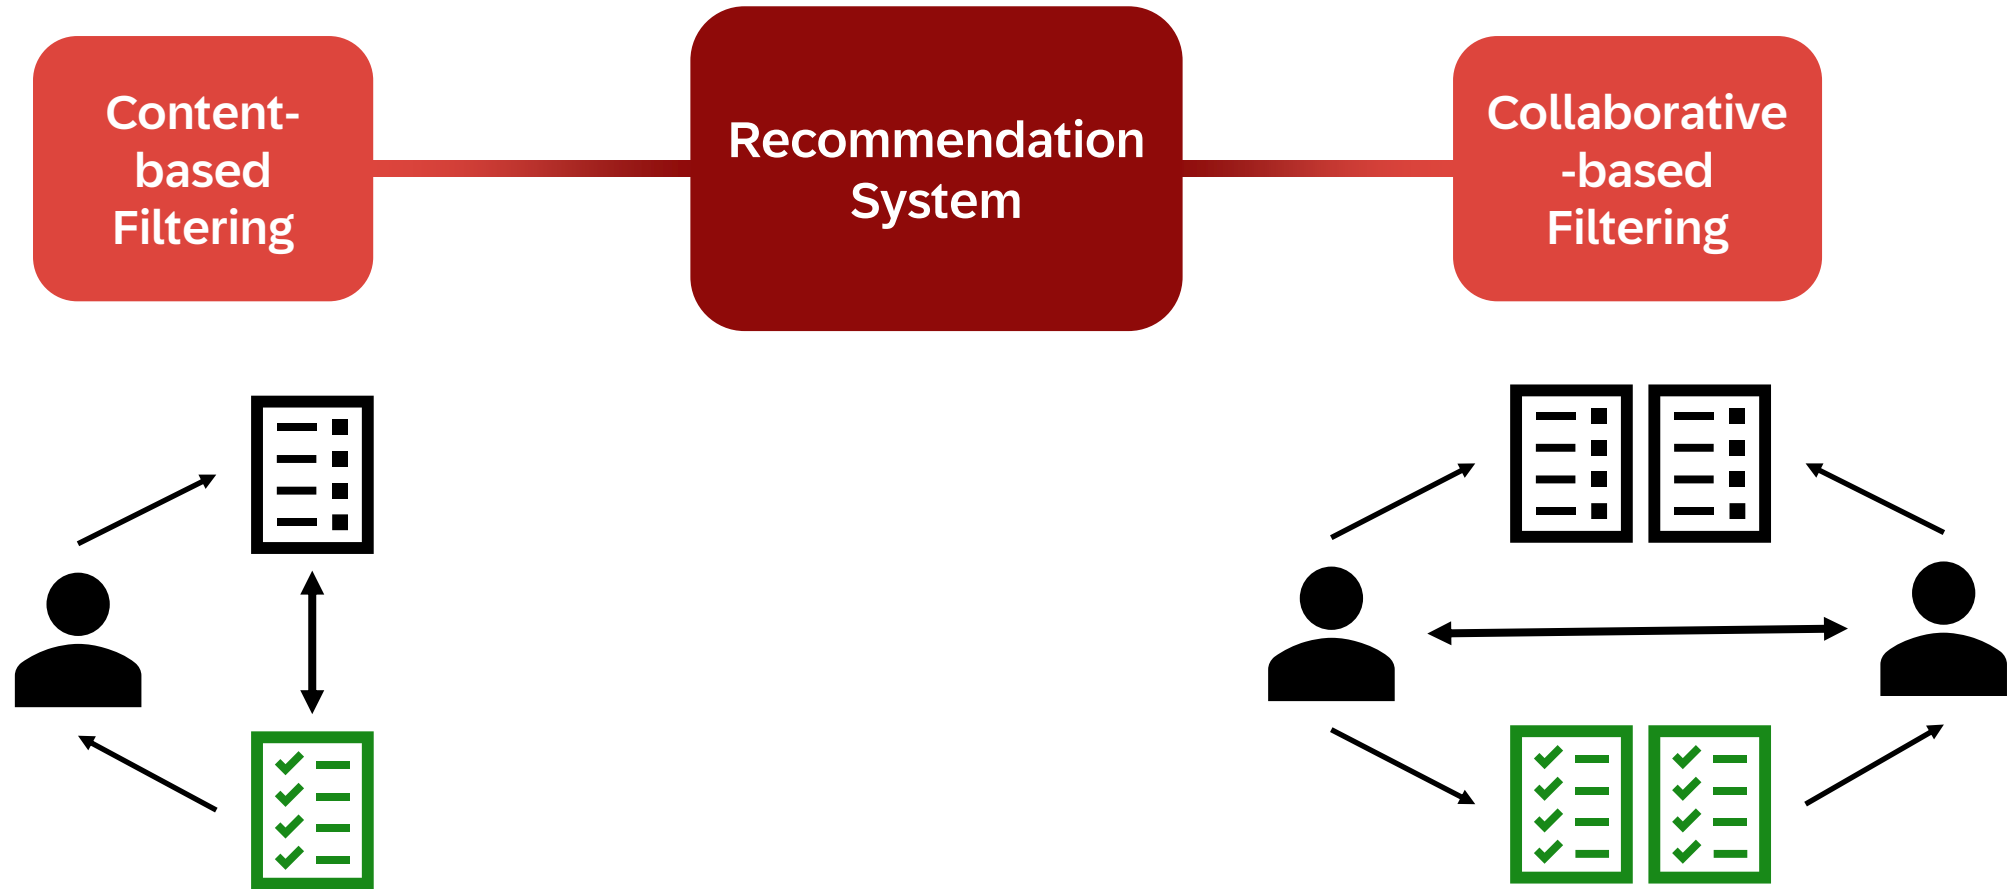 Content-
based
Filtering
Recommendation
System
Collaborative
-based
Filtering